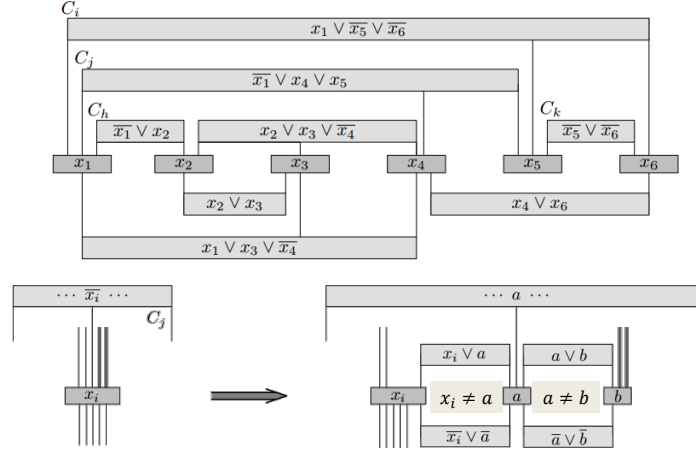 C_i
x₁ ∨ x̅₅ ∨ x̅₆
C_j
x̅₁ ∨ x₄ ∨ x₅
C_h
x̅₁ ∨ x₂
x₂ ∨ x₃ ∨ x̅₄
C_k
x̅₅ ∨ x̅₆
x₁ x₂ x₃ x₄ x₅ x₆
x₂ ∨ x₃
x₄ ∨ x₆
x₁ ∨ x₃ ∨ x̅₄
⋯ x̅ᵢ ⋯
C_j
xᵢ
⋯ a ⋯
xᵢ ∨ a
a ∨ b
xᵢ
xᵢ ≠ a
a
a ≠ b
b
x̅ᵢ ∨ a̅
a̅ ∨ b̅